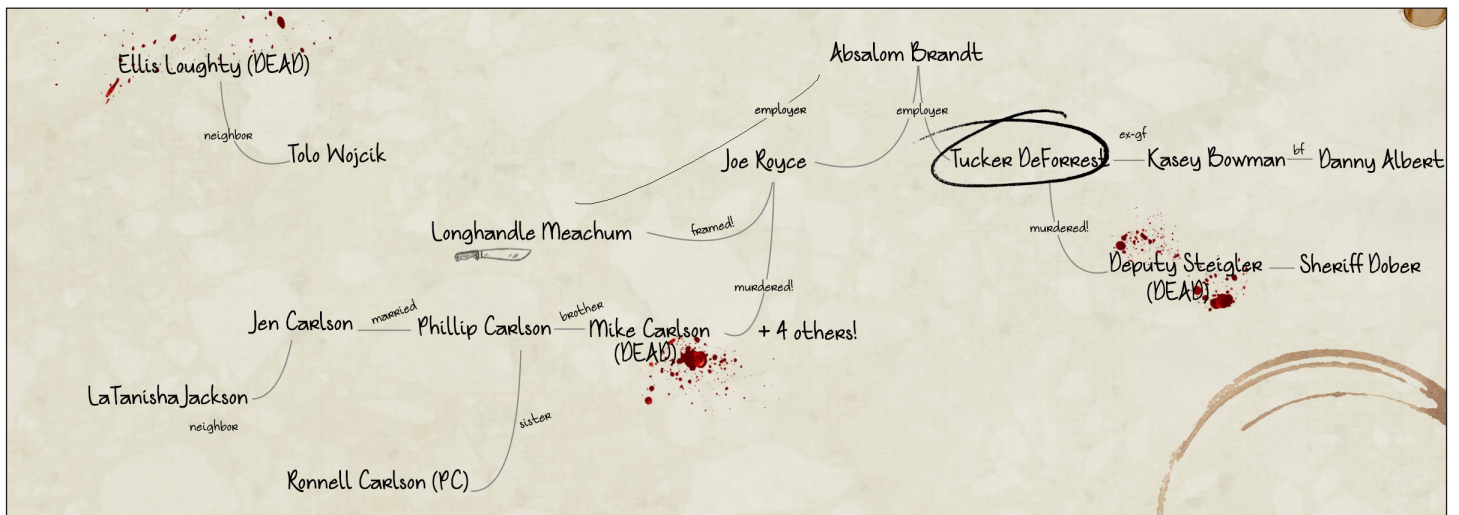 Absalom Brandt
Ellis Loughty (DEAD)
employer
employer
neighbor
ex-gf
bf
Tolo Wojcik
Joe Royce
Tucker DeForrest
Kasey Bowman
Danny Albert
Longhandle Meachum
framed!
murdered!
Deputy Steigler
(DEAD)
Sheriff Dober
murdered!
Jen Carlson
married
Phillip Carlson
brother
Mike Carlson
(DEAD)
+ 4 others!
LaTanisha Jackson
neighbor
sister
Ronnell Carlson (PC)